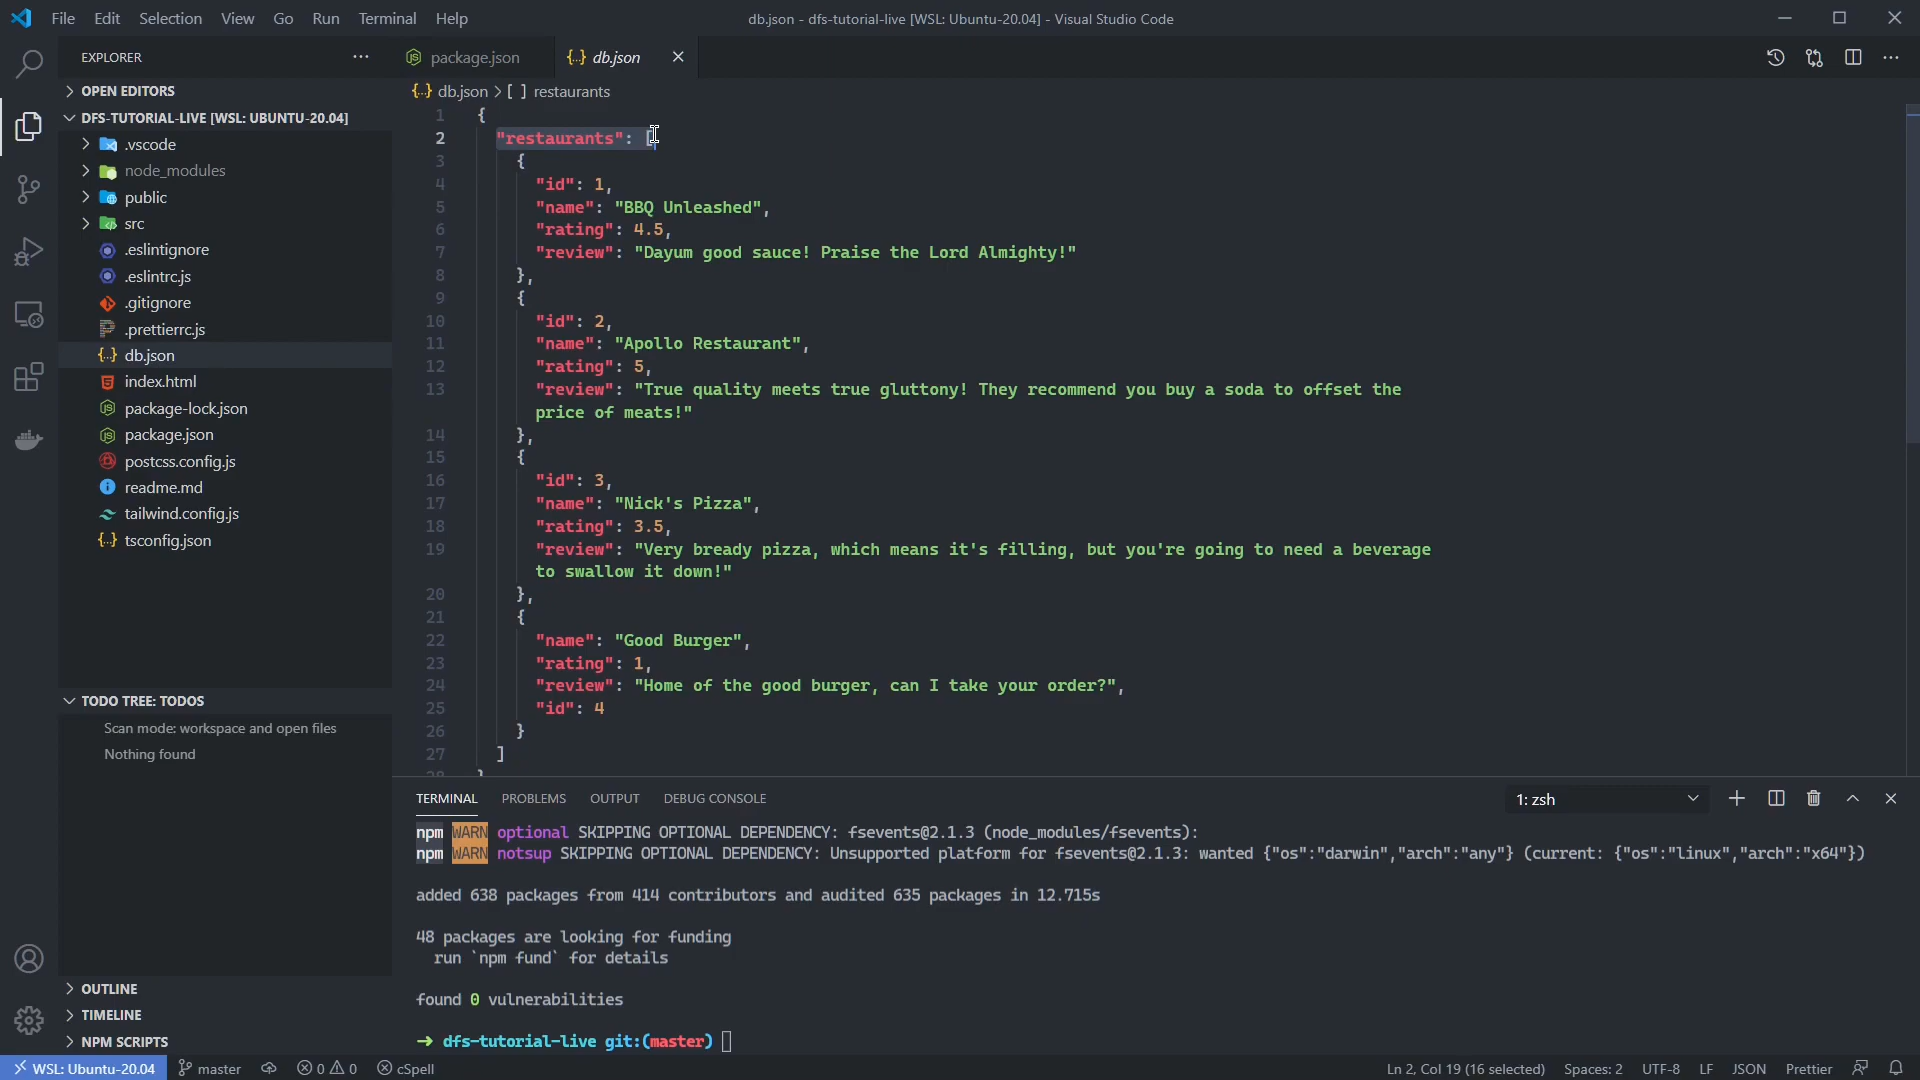 File Edit Selection View Go Run Terminal Help
db.json - dfs-tutorial-live [WSL: Ubuntu-20.04] - Visual Studio Code
EXPLORER
package.json
db.json
OPEN EDITORS
db.json > [ ] restaurants
DFS-TUTORIAL-LIVE [WSL: UBUNTU-20.04]
.vscode
node_modules
public
src
.eslintignore
.eslintrc.js
.gitignore
.prettierrc.js
db.json
index.html
package-lock.json
package.json
postcss.config.js
readme.md
tailwind.config.js
tsconfig.json
TODO TREE: TODOS
Scan mode: workspace and open files
Nothing found
OUTLINE
TIMELINE
NPM SCRIPTS
1 {
2 "restaurants": [
3 {
4 "id": 1,
5 "name": "BBQ Unleashed",
6 "rating": 4.5,
7 "review": "Dayum good sauce! Praise the Lord Almighty!"
8 },
9 {
10 "id": 2,
11 "name": "Apollo Restaurant",
12 "rating": 5,
13 "review": "True quality meets true gluttony! They recommend you buy a soda to offset the
price of meats!"
14 },
15 {
16 "id": 3,
17 "name": "Nick's Pizza",
18 "rating": 3.5,
19 "review": "Very bready pizza, which means it's filling, but you're going to need a beverage
to swallow it down!"
20 },
21 {
22 "name": "Good Burger",
23 "rating": 1,
24 "review": "Home of the good burger, can I take your order?",
25 "id": 4
26 }
27 ]
28 }
TERMINAL PROBLEMS OUTPUT DEBUG CONSOLE
1: zsh
npm WARN optional SKIPPING OPTIONAL DEPENDENCY: fsevents@2.1.3 (node_modules/fsevents):
npm WARN notsup SKIPPING OPTIONAL DEPENDENCY: Unsupported platform for fsevents@2.1.3: wanted {"os":"darwin","arch":"any"} (current: {"os":"linux","arch":"x64"})
added 638 packages from 414 contributors and audited 635 packages in 12.715s
48 packages are looking for funding
run `npm fund` for details
found 0 vulnerabilities
→ dfs-tutorial-live git:(master)
WSL: Ubuntu-20.04 master 0 0 cSpell
Ln 2, Col 19 (16 selected) Spaces: 2 UTF-8 LF JSON Prettier